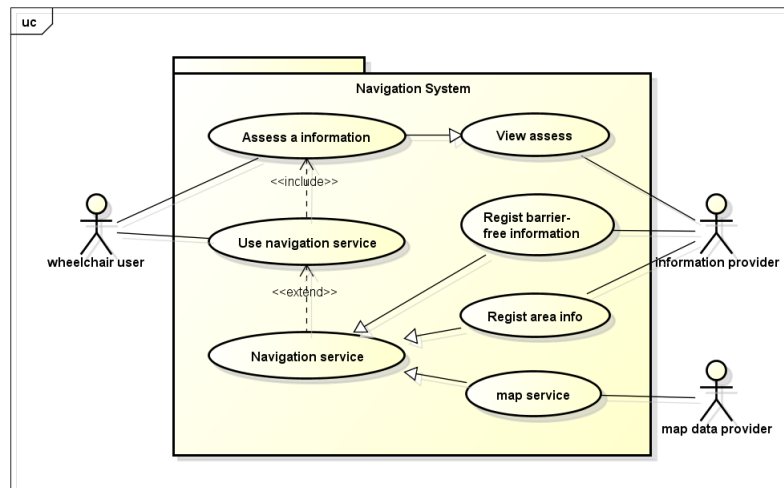 uc
Navigation System
Assess a information
View assess
<<include>>
Regist barrier-
free information
Use navigation service
wheelchair user
information provider
<<extend>>
Regist area info
Navigation service
map service
map data provider